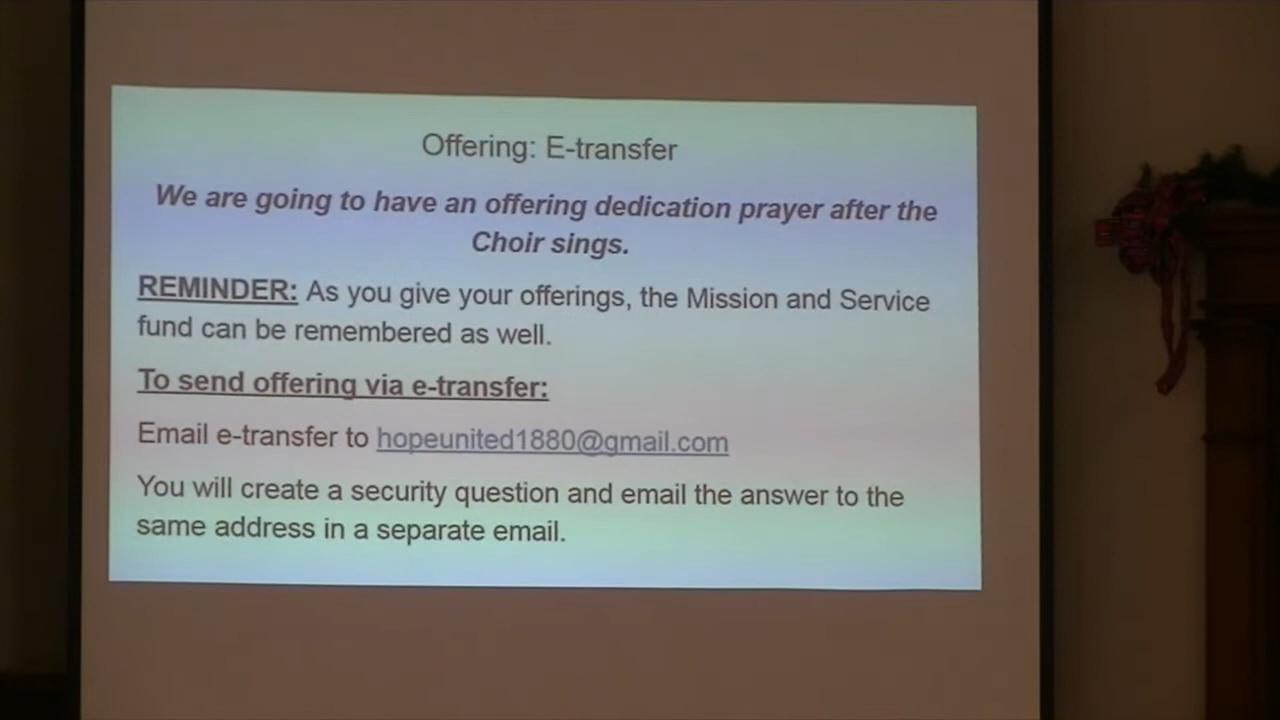 Offering: E-transfer
We are going to have an offering dedication prayer after the
Choir sings.
REMINDER: As you give your offerings, the Mission and Service
fund can be remembered as well.
To send offering via e-transfer:
Email e-transfer to hopeunited1880@gmail.com
You will create a security question and email the answer to the
same address in a separate email.